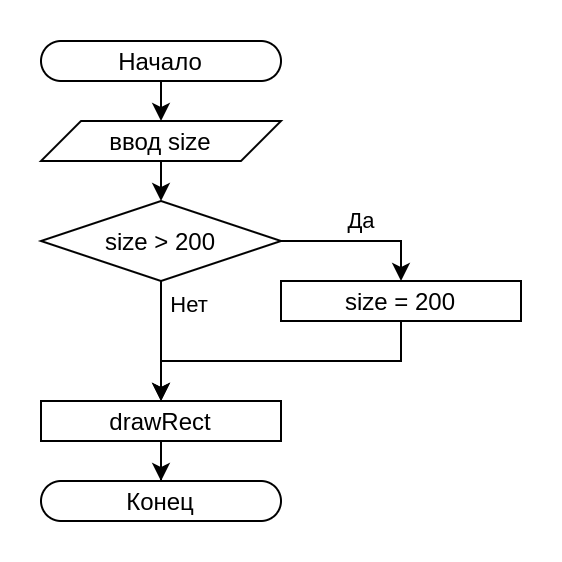 Начало
ввод size
size > 200
Да
Нет
size = 200
drawRect
Конец